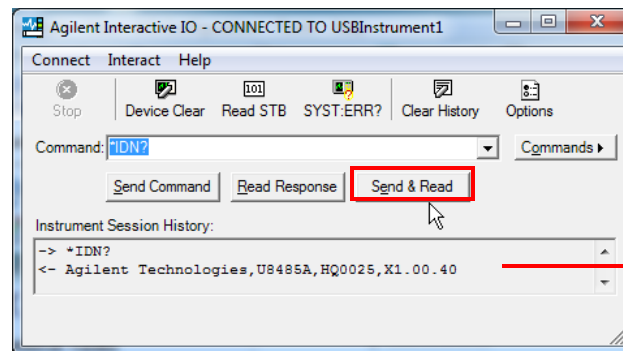 Agilent Interactive IO - CONNECTED TO USBInstrument1
Connect Interact Help
Stop Device Clear Read STB SYST:ERR? Clear History Options
Command: *IDN? Commands
Send Command Read Response Send & Read
Instrument Session History:
-> *IDN?
<- Agilent Technologies,U8485A,HQ0025,X1.00.40